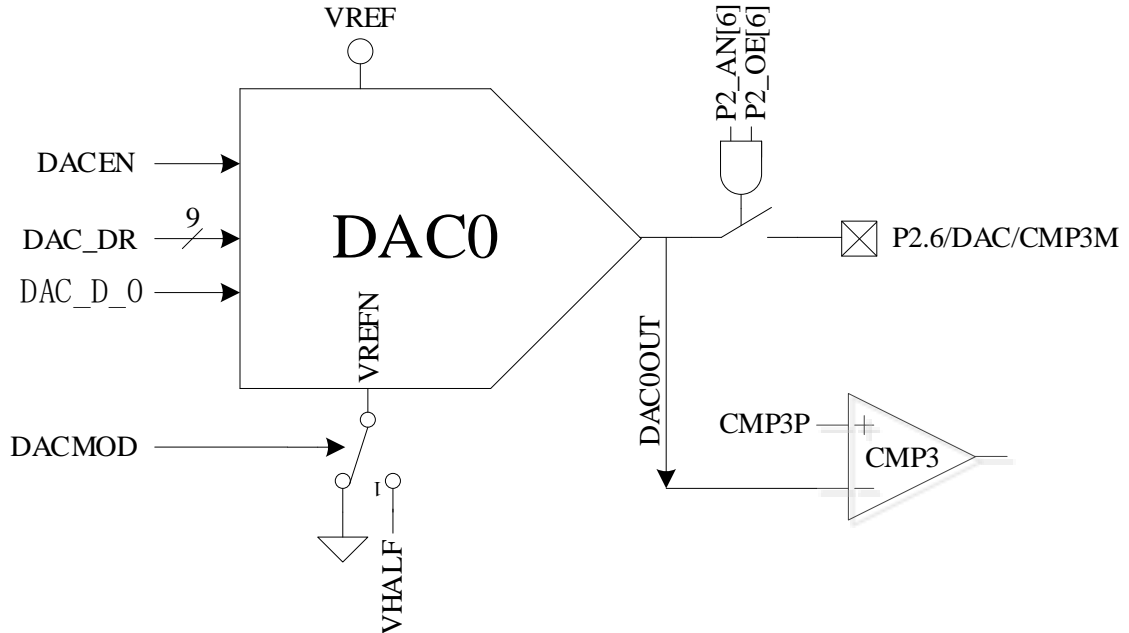 VREF
P2_AN[6]
P2_OE[6]
DACEN
9
DAC_DR
DAC0
P2.6/DAC/CMP3M
DAC_D_0
VREFN
DAC0OUT
CMP3P
+
CMP3
DACMOD
1
VHALF